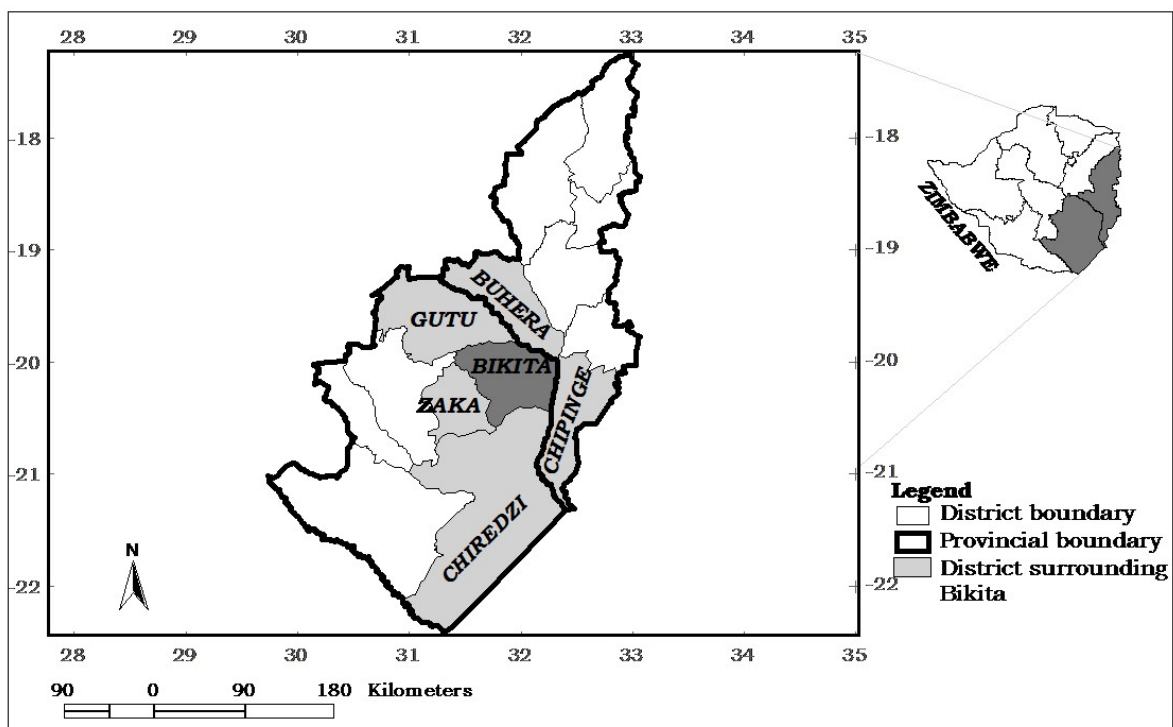 28 29 30 31 32 33 34 35
-18 -18
-19 -19
-20 -20
-21 -21
-22 -22
28 29 30 31 32 33 34 35
BUHERA
GUTU
BIKITA
ZAKA
CHIPINGE
CHIREDZI
N
90 0 90 180 Kilometers
ZIMBABWE
Legend
District boundary
Provincial boundary
District surrounding
Bikita